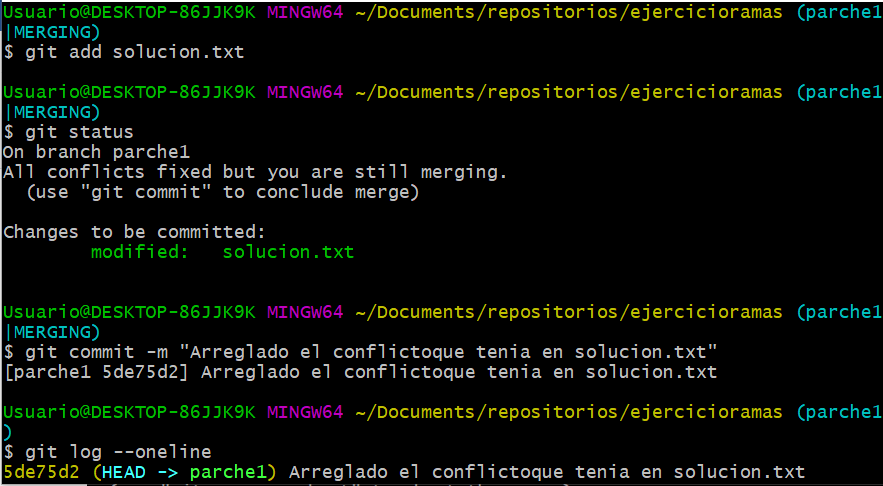 Usuario@DESKTOP-86JJK9K MINGW64 ~/Documents/repositorios/ejercicioramas (parche1
|MERGING)
$ git add solucion.txt
Usuario@DESKTOP-86JJK9K MINGW64 ~/Documents/repositorios/ejercicioramas (parche1
|MERGING)
$ git status
On branch parche1
All conflicts fixed but you are still merging.
  (use "git commit" to conclude merge)
Changes to be committed:
        modified:   solucion.txt
Usuario@DESKTOP-86JJK9K MINGW64 ~/Documents/repositorios/ejercicioramas (parche1
|MERGING)
$ git commit -m "Arreglado el conflictoque tenia en solucion.txt"
[parche1 5de75d2] Arreglado el conflictoque tenia en solucion.txt
Usuario@DESKTOP-86JJK9K MINGW64 ~/Documents/repositorios/ejercicioramas (parche1
)
$ git log --oneline
5de75d2 (HEAD -> parche1) Arreglado el conflictoque tenia en solucion.txt